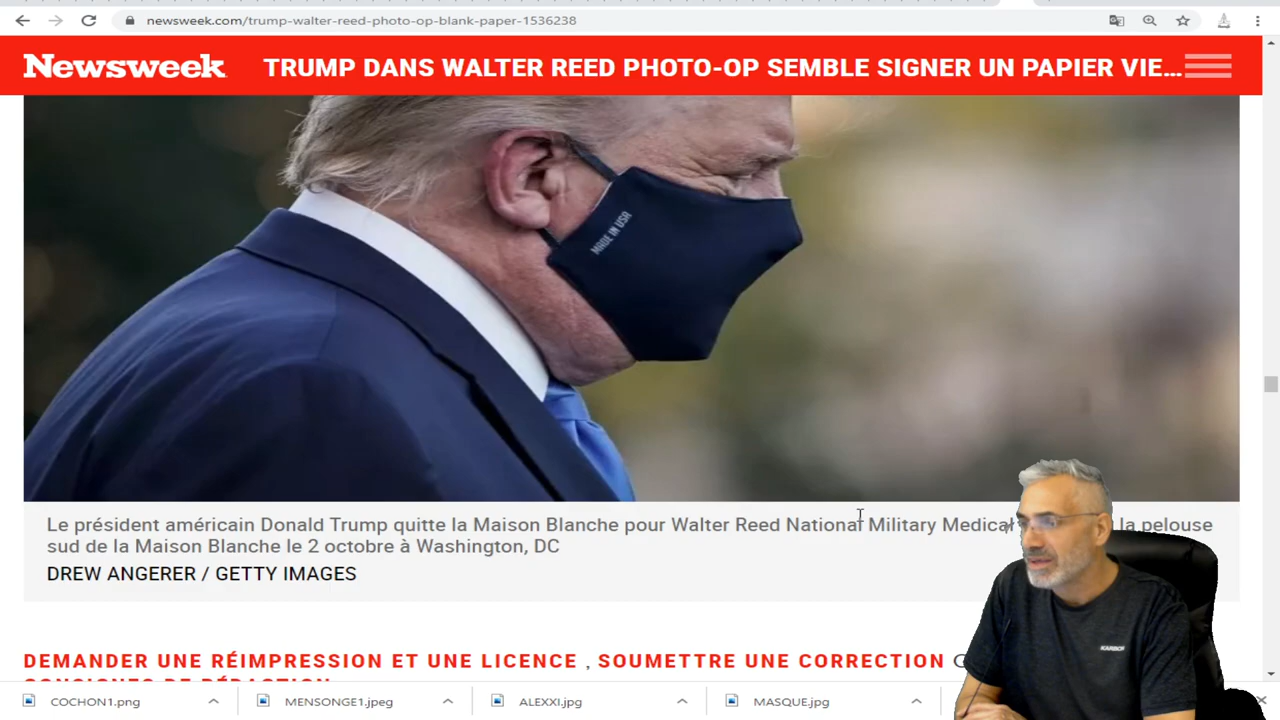 newsweek.com/trump-walter-reed-photo-op-blank-paper-1536238
Newsweek
TRUMP DANS WALTER REED PHOTO-OP SEMBLE SIGNER UN PAPIER VIE...
MADE IN USA
Le président américain Donald Trump quitte la Maison Blanche pour Walter Reed National Military Medical la pelouse
sud de la Maison Blanche le 2 octobre à Washington, DC
DREW ANGERER / GETTY IMAGES
DEMANDER UNE RÉIMPRESSION ET UNE LICENCE , SOUMETTRE UNE CORRECTION
CONSIGNES DE RÉDACTION
COCHON1.png
MENSONGE1.jpeg
ALEXXI.jpg
MASQUE.jpg